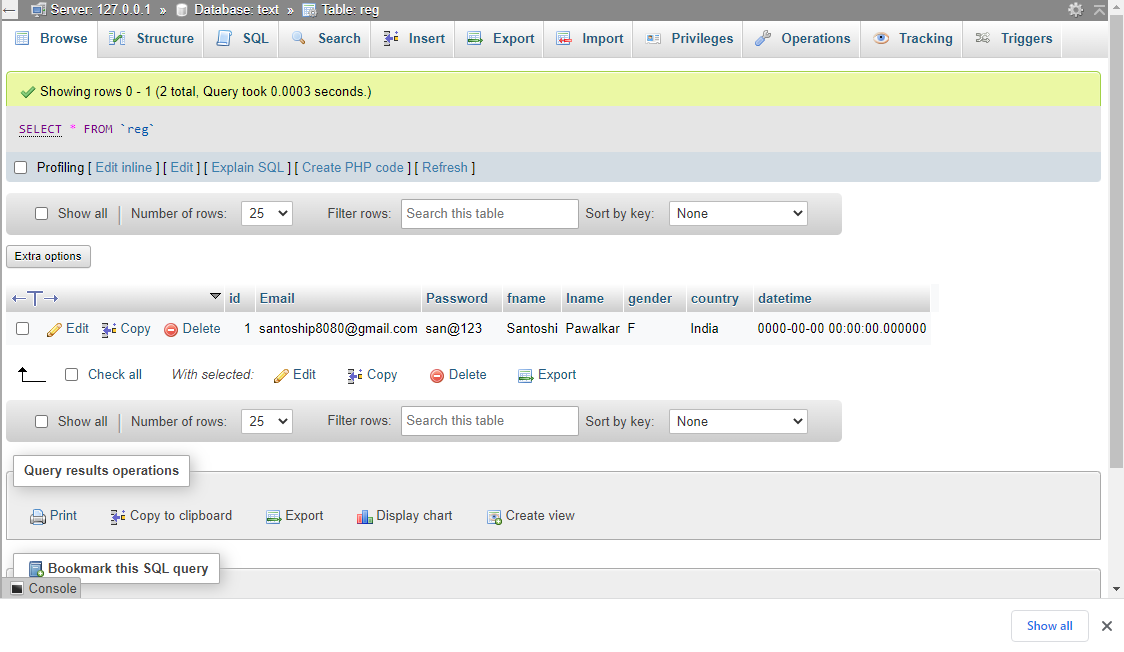 Server: 127.0.0.1 » Database: text » Table: reg
Browse Structure SQL Search Insert Export Import Privileges Operations Tracking Triggers
Showing rows 0 - 1 (2 total, Query took 0.0003 seconds.)
SELECT * FROM `reg`
Profiling [ Edit inline ] [ Edit ] [ Explain SQL ] [ Create PHP code ] [ Refresh ]
Show all Number of rows: 25 Filter rows: Search this table Sort by key: None
Extra options
id Email Password fname lname gender country datetime
Edit Copy Delete 1 santoship8080@gmail.com san@123 Santoshi Pawalkar F India 0000-00-00 00:00:00.000000
Check all With selected: Edit Copy Delete Export
Show all Number of rows: 25 Filter rows: Search this table Sort by key: None
Query results operations
Print Copy to clipboard Export Display chart Create view
Bookmark this SQL query
Console
Show all